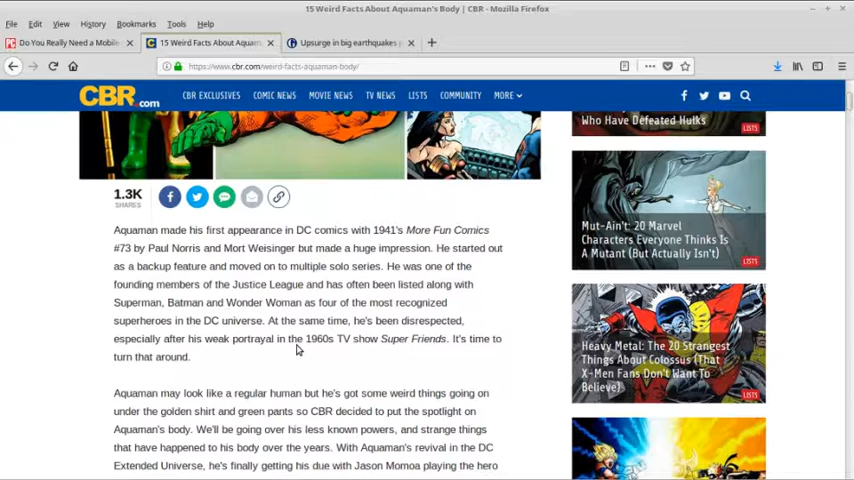 15 Weird Facts About Aquaman's Body | CBR - Mozilla Firefox
File Edit View History Bookmarks Tools Help
Do You Really Need a Mobile
15 Weird Facts About Aquam
Upsurge in big earthquakes p
https://www.cbr.com/weird-facts-aquaman-body/
CBR.com
CBR EXCLUSIVES COMIC NEWS MOVIE NEWS TV NEWS LISTS COMMUNITY MORE
1.3K
SHARES
Aquaman made his first appearance in DC comics with 1941's More Fun Comics
#73 by Paul Norris and Mort Weisinger but made a huge impression. He started out
as a backup feature and moved on to multiple solo series. He was one of the
founding members of the Justice League and has often been listed along with
Superman, Batman and Wonder Woman as four of the most recognized
superheroes in the DC universe. At the same time, he's been disrespected,
especially after his weak portrayal in the 1960s TV show Super Friends. It's time to
turn that around.
Aquaman may look like a regular human but he's got some weird things going on
under the golden shirt and green pants so CBR decided to put the spotlight on
Aquaman's body. We'll be going over his less known powers, and strange things
that have happened to his body over the years. With Aquaman's revival in the DC
Extended Universe, he's finally getting his due with Jason Momoa playing the hero
Who Have Defeated Hulks
LISTS
Mut-Ain't: 20 Marvel
Characters Everyone Thinks Is
A Mutant (But Actually Isn't)
LISTS
Heavy Metal: The 20 Strangest
Things About Colossus (That
X-Men Fans Don't Want To
Believe)
LISTS